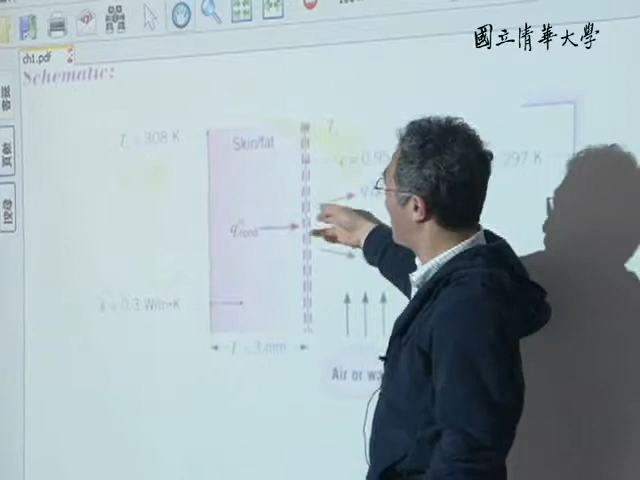 國立清華大學
ch1.pdf
Schematic:
= 308 K
Skin/fat
T
ε = 0.95
297 K
k = 0.3 W/m•K
= 3 mm
Air or wa